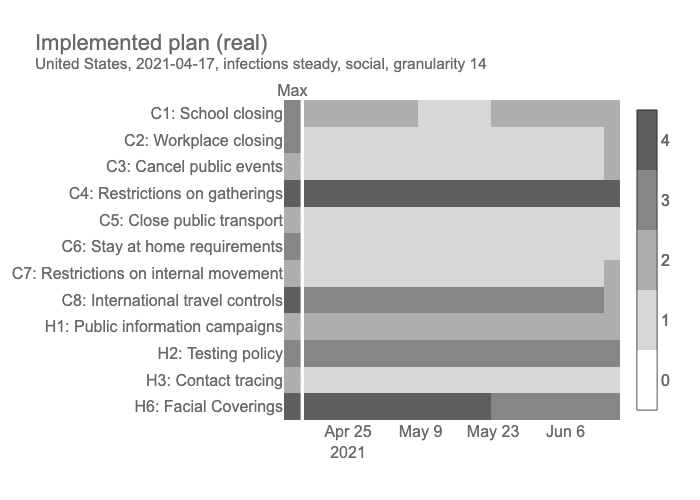 Implemented plan (real)
United States, 2021-04-17, infections steady, social, granularity 14
Max
C1: School closing
C2: Workplace closing
C3: Cancel public events
C4: Restrictions on gatherings
C5: Close public transport
C6: Stay at home requirements
C7: Restrictions on internal movement
C8: International travel controls
H1: Public information campaigns
H2: Testing policy
H3: Contact tracing
H6: Facial Coverings
Apr 25 May 9 May 23 Jun 6
2021
4
3
2
1
0